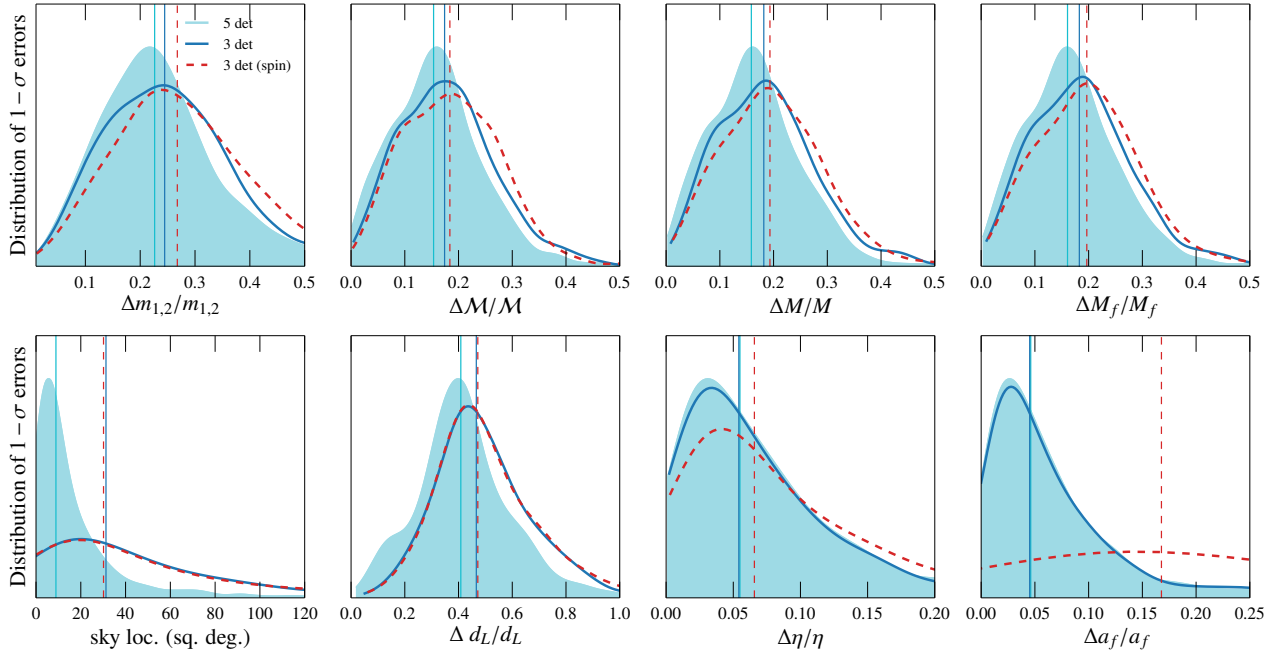 Distribution of 1 − σ errors
5 det
3 det
3 det (spin)
0.1 0.2 0.3 0.4 0.5
Δm1,2/m1,2
0.0 0.1 0.2 0.3 0.4 0.5
Δℳ/ℳ
0.0 0.1 0.2 0.3 0.4 0.5
ΔM/M
0.0 0.1 0.2 0.3 0.4 0.5
ΔMf/Mf
Distribution of 1 − σ errors
0 20 40 60 80 100 120
sky loc. (sq. deg.)
0.0 0.2 0.4 0.6 0.8 1.0
Δ dL/dL
0.00 0.05 0.10 0.15 0.20
Δη/η
0.00 0.05 0.10 0.15 0.20 0.25
Δaf/af